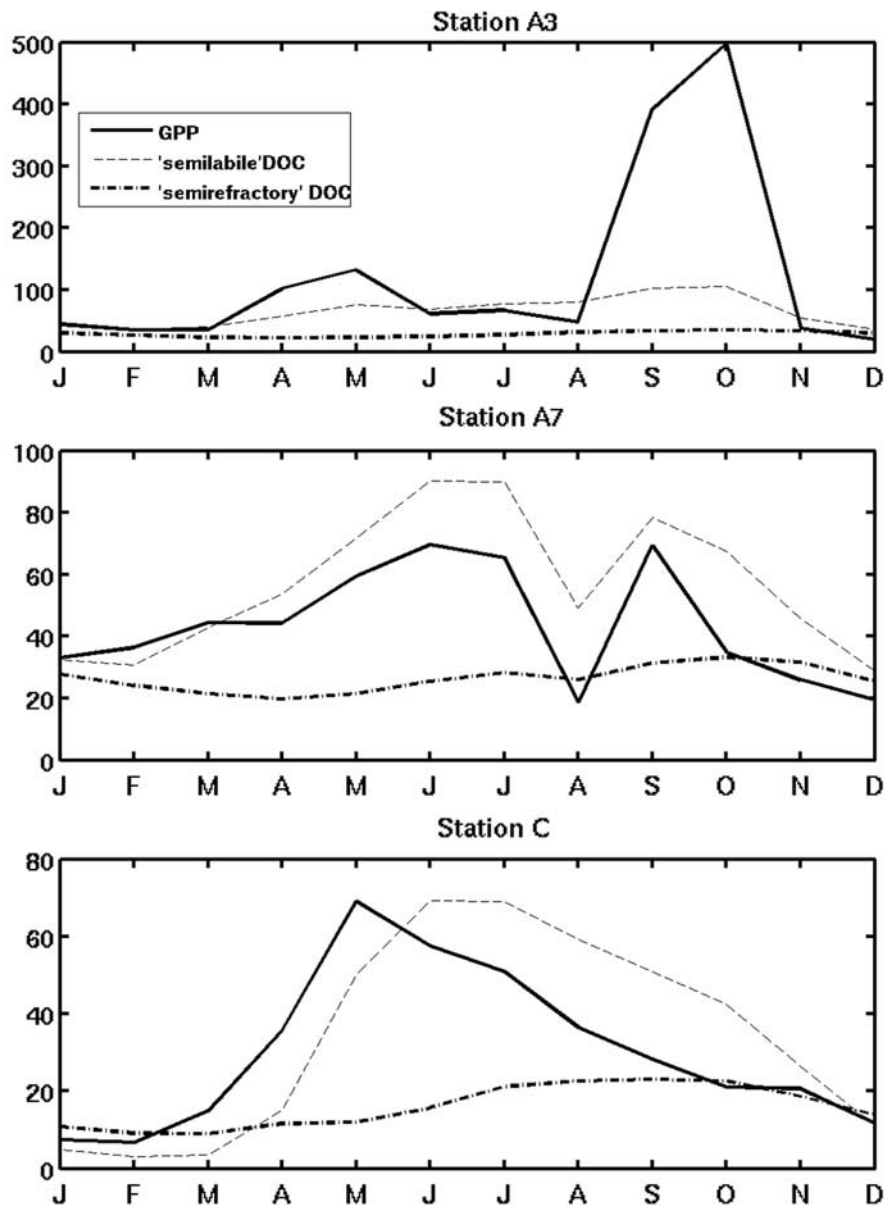 Station A3
500
400
300
200
100
0
GPP
'semilabile'DOC
'semirefractory' DOC
J F M A M J J A S O N D
Station A7
100
80
60
40
20
0
J F M A M J J A S O N D
Station C
80
60
40
20
0
J F M A M J J A S O N D